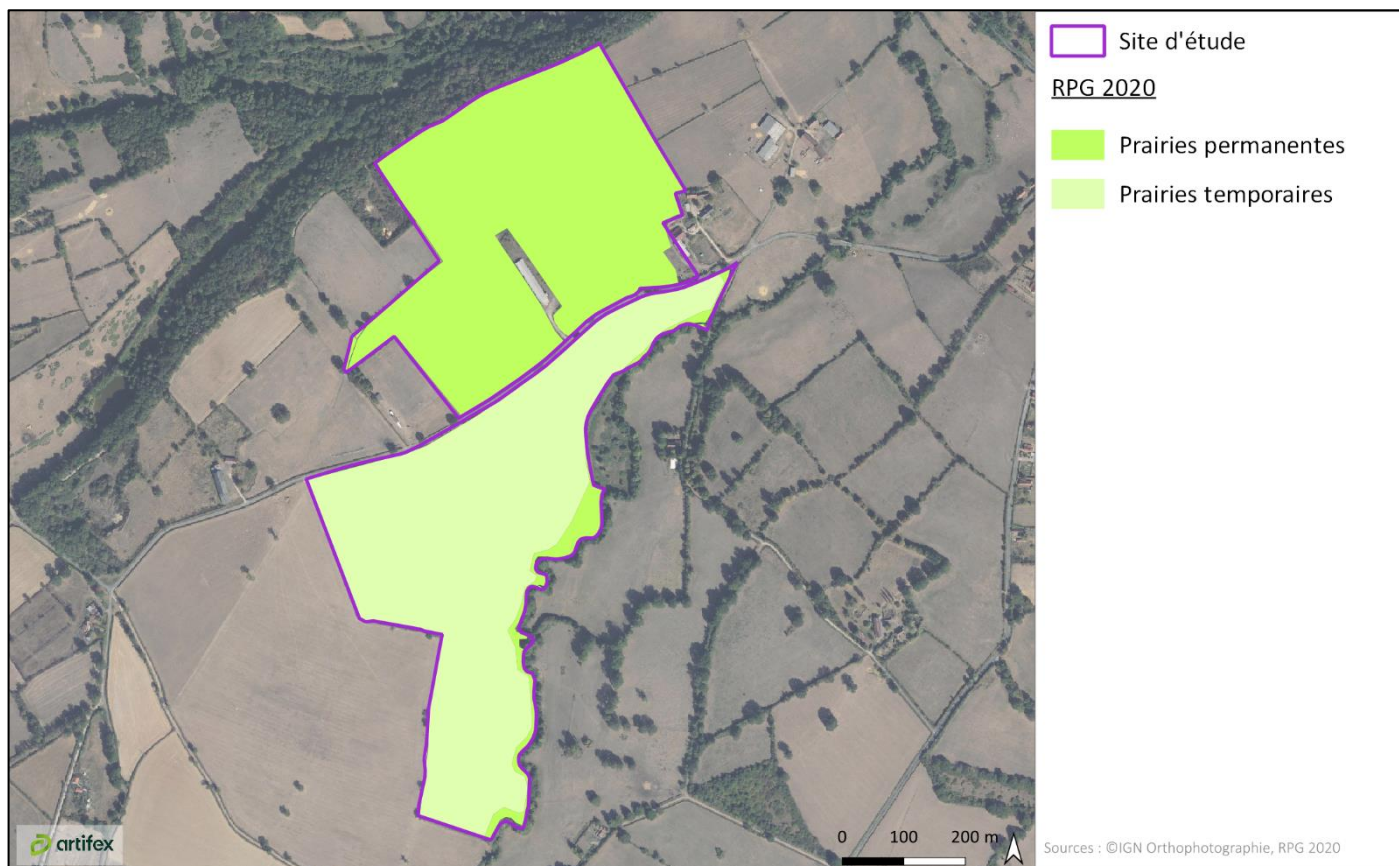 Site d'étude
RPG 2020
Prairies permanentes
Prairies temporaires
artifex
0 100 200 m
Sources : ©IGN Orthophotographie, RPG 2020